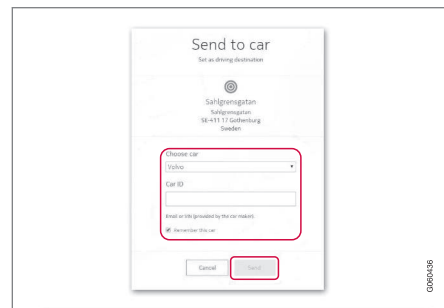 Send to car
Set as driving destination
Sahlgrensgatan
Sahlgrensgatan
SE-411 17 Gothenburg
Sweden
Choose car
Volvo
Car ID
Email or IDs (provided by the car maker).
Remember this car
Cancel
Send
G060436